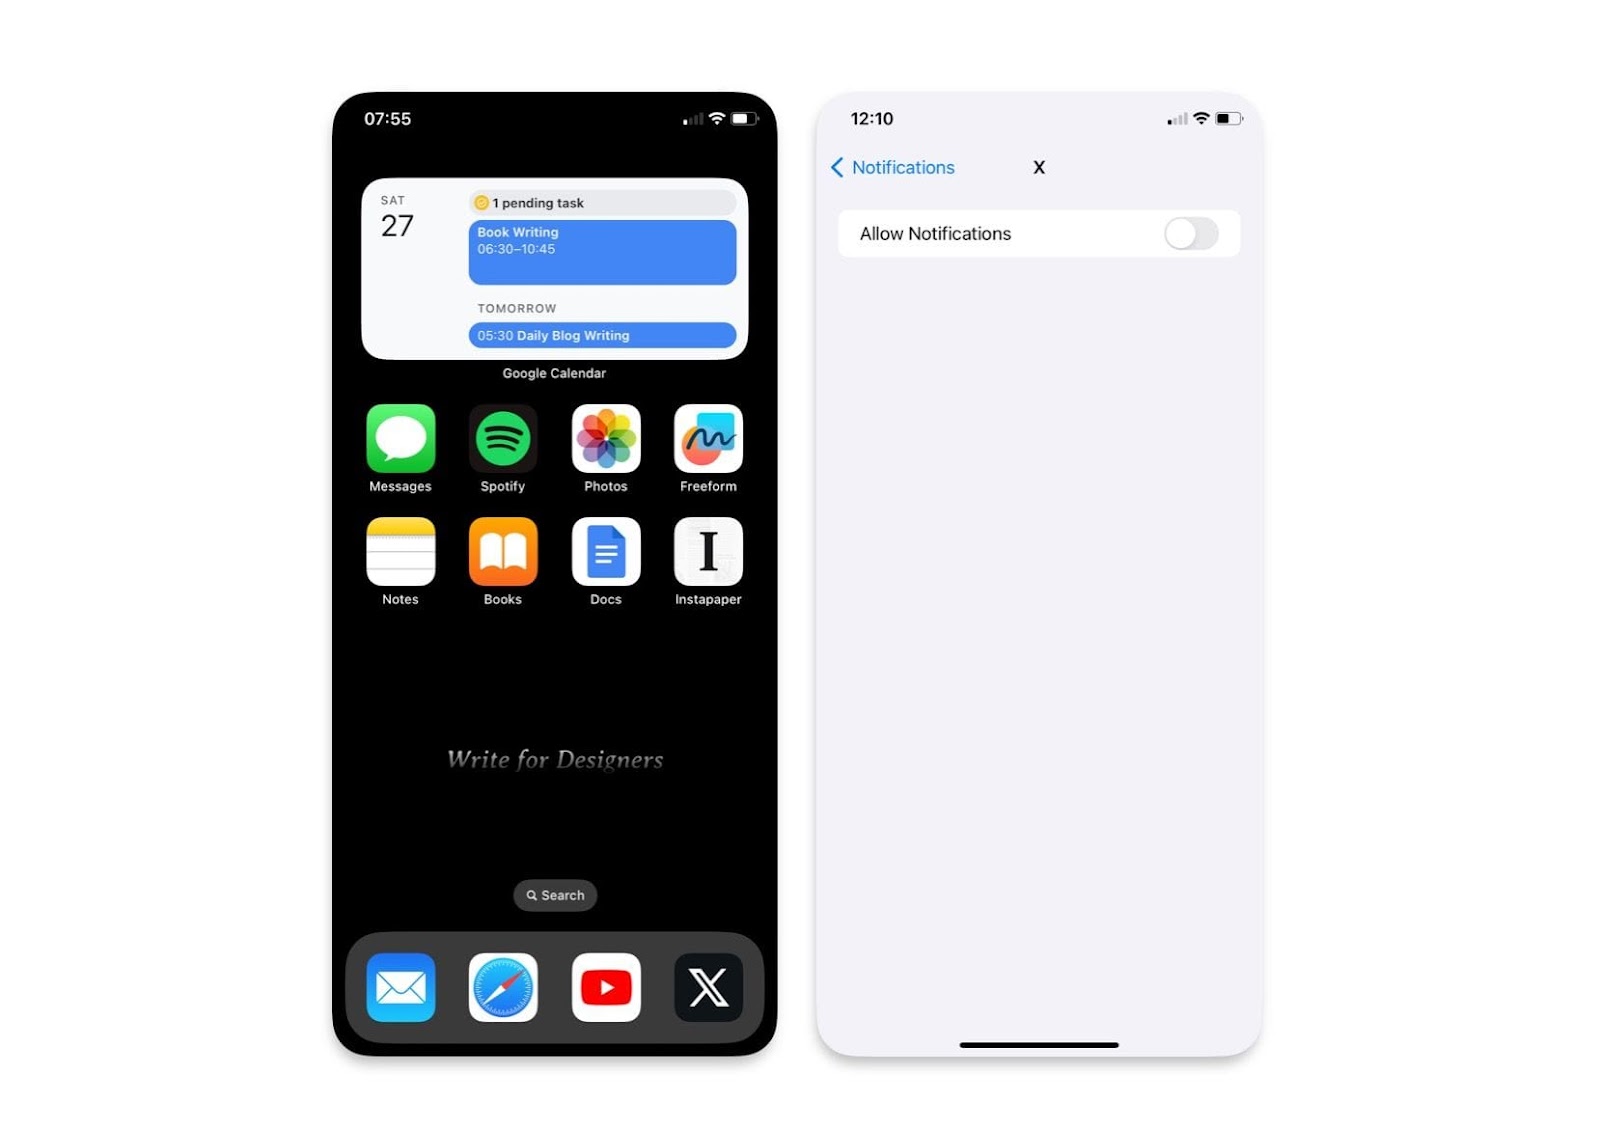 07:55
SAT
27
1 pending task
Book Writing
06:30–10:45
TOMORROW
05:30 Daily Blog Writing
Google Calendar
Messages
Spotify
Photos
Freeform
Notes
Books
Docs
I
Instapaper
Write for Designers
Search
X
12:10
Notifications
X
Allow Notifications